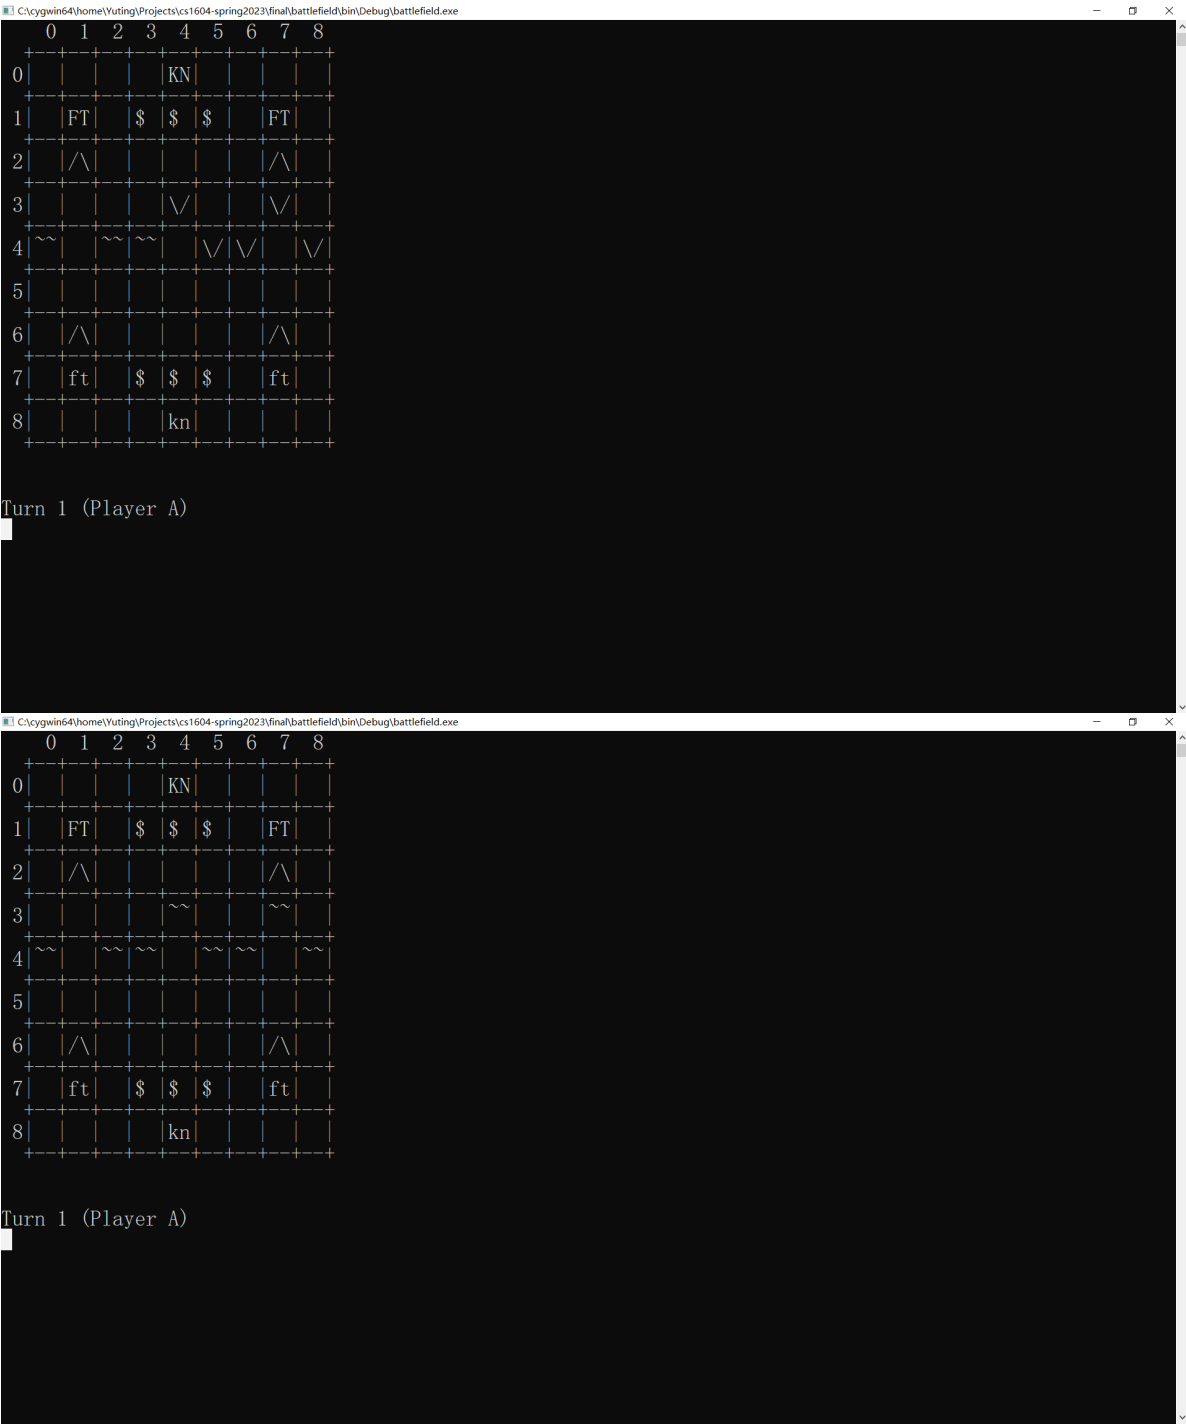 C:\cygwin64\home\Yuting\Projects\cs1604-spring2023\final\battlefield\bin\Debug\battlefield.exe
    0  1  2  3  4  5  6  7  8
  +--+--+--+--+--+--+--+--+--+
 0|  |  |  |  |KN|  |  |  |  |
  +--+--+--+--+--+--+--+--+--+
 1|  |FT|  |$ |$ |$ |  |FT|  |
  +--+--+--+--+--+--+--+--+--+
 2|  |/\|  |  |  |  |  |/\|  |
  +--+--+--+--+--+--+--+--+--+
 3|  |  |  |  |\/|  |  |\/|  |
  +--+--+--+--+--+--+--+--+--+
 4|~~|  |~~|~~|  |\/|\/|  |\/|
  +--+--+--+--+--+--+--+--+--+
 5|  |  |  |  |  |  |  |  |  |
  +--+--+--+--+--+--+--+--+--+
 6|  |/\|  |  |  |  |  |/\|  |
  +--+--+--+--+--+--+--+--+--+
 7|  |ft|  |$ |$ |$ |  |ft|  |
  +--+--+--+--+--+--+--+--+--+
 8|  |  |  |  |kn|  |  |  |  |
  +--+--+--+--+--+--+--+--+--+
Turn 1 (Player A)
C:\cygwin64\home\Yuting\Projects\cs1604-spring2023\final\battlefield\bin\Debug\battlefield.exe
    0  1  2  3  4  5  6  7  8
  +--+--+--+--+--+--+--+--+--+
 0|  |  |  |  |KN|  |  |  |  |
  +--+--+--+--+--+--+--+--+--+
 1|  |FT|  |$ |$ |$ |  |FT|  |
  +--+--+--+--+--+--+--+--+--+
 2|  |/\|  |  |  |  |  |/\|  |
  +--+--+--+--+--+--+--+--+--+
 3|  |  |  |  |~~|  |  |~~|  |
  +--+--+--+--+--+--+--+--+--+
 4|~~|  |~~|~~|  |~~|~~|  |~~|
  +--+--+--+--+--+--+--+--+--+
 5|  |  |  |  |  |  |  |  |  |
  +--+--+--+--+--+--+--+--+--+
 6|  |/\|  |  |  |  |  |/\|  |
  +--+--+--+--+--+--+--+--+--+
 7|  |ft|  |$ |$ |$ |  |ft|  |
  +--+--+--+--+--+--+--+--+--+
 8|  |  |  |  |kn|  |  |  |  |
  +--+--+--+--+--+--+--+--+--+
Turn 1 (Player A)